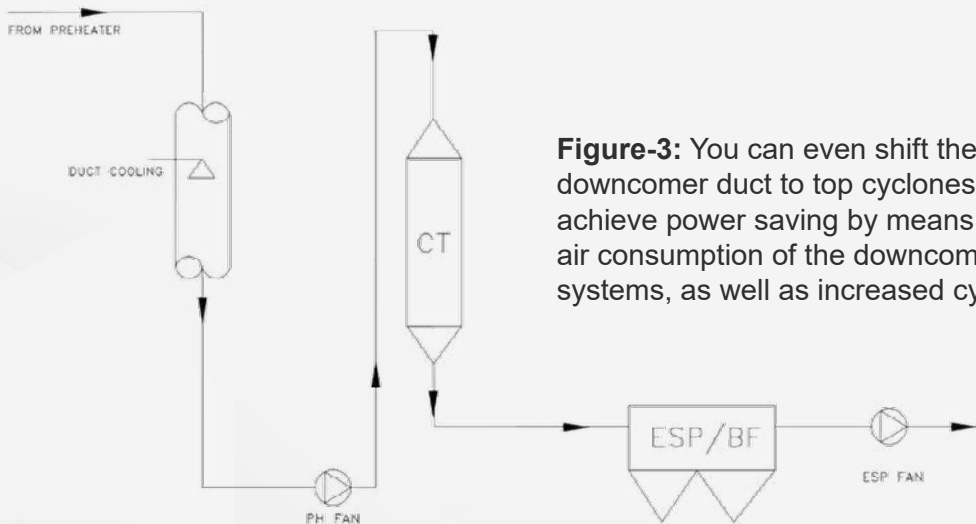 FROM PREHEATER
DUCT COOLING
CT
Figure-3: You can even shift the
downcomer duct to top cyclones
achieve power saving by means
air consumption of the downcom
systems, as well as increased cy
ESP/BF
ESP FAN
PH FAN